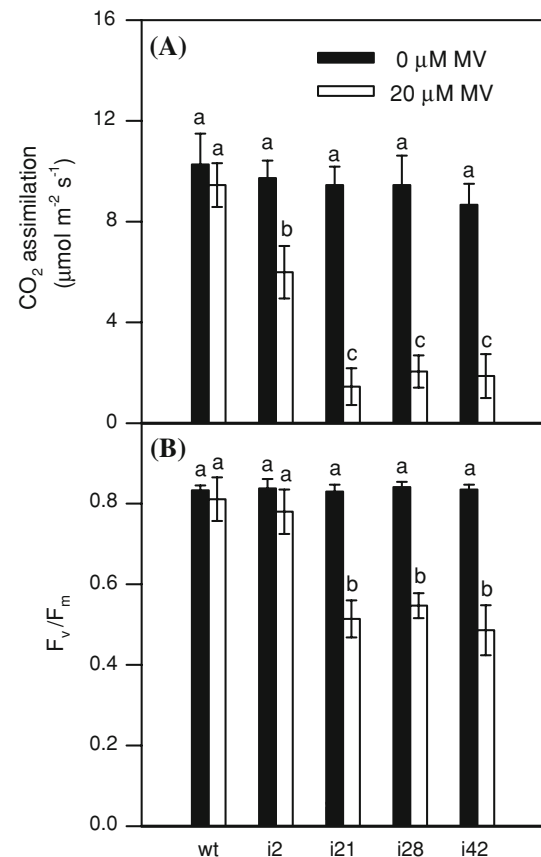 16
(A)
0 μM MV
20 μM MV
a
a
a
a
a
a
12
CO₂ assimilation
(μmol m⁻² s⁻¹)
b
8
4
c
c
c
0
(B)
a
a
a
a
a
a
a
0.8
b
b
b
0.6
Fᵥ/Fₘ
0.4
0.2
0.0
wt
i2
i21
i28
i42